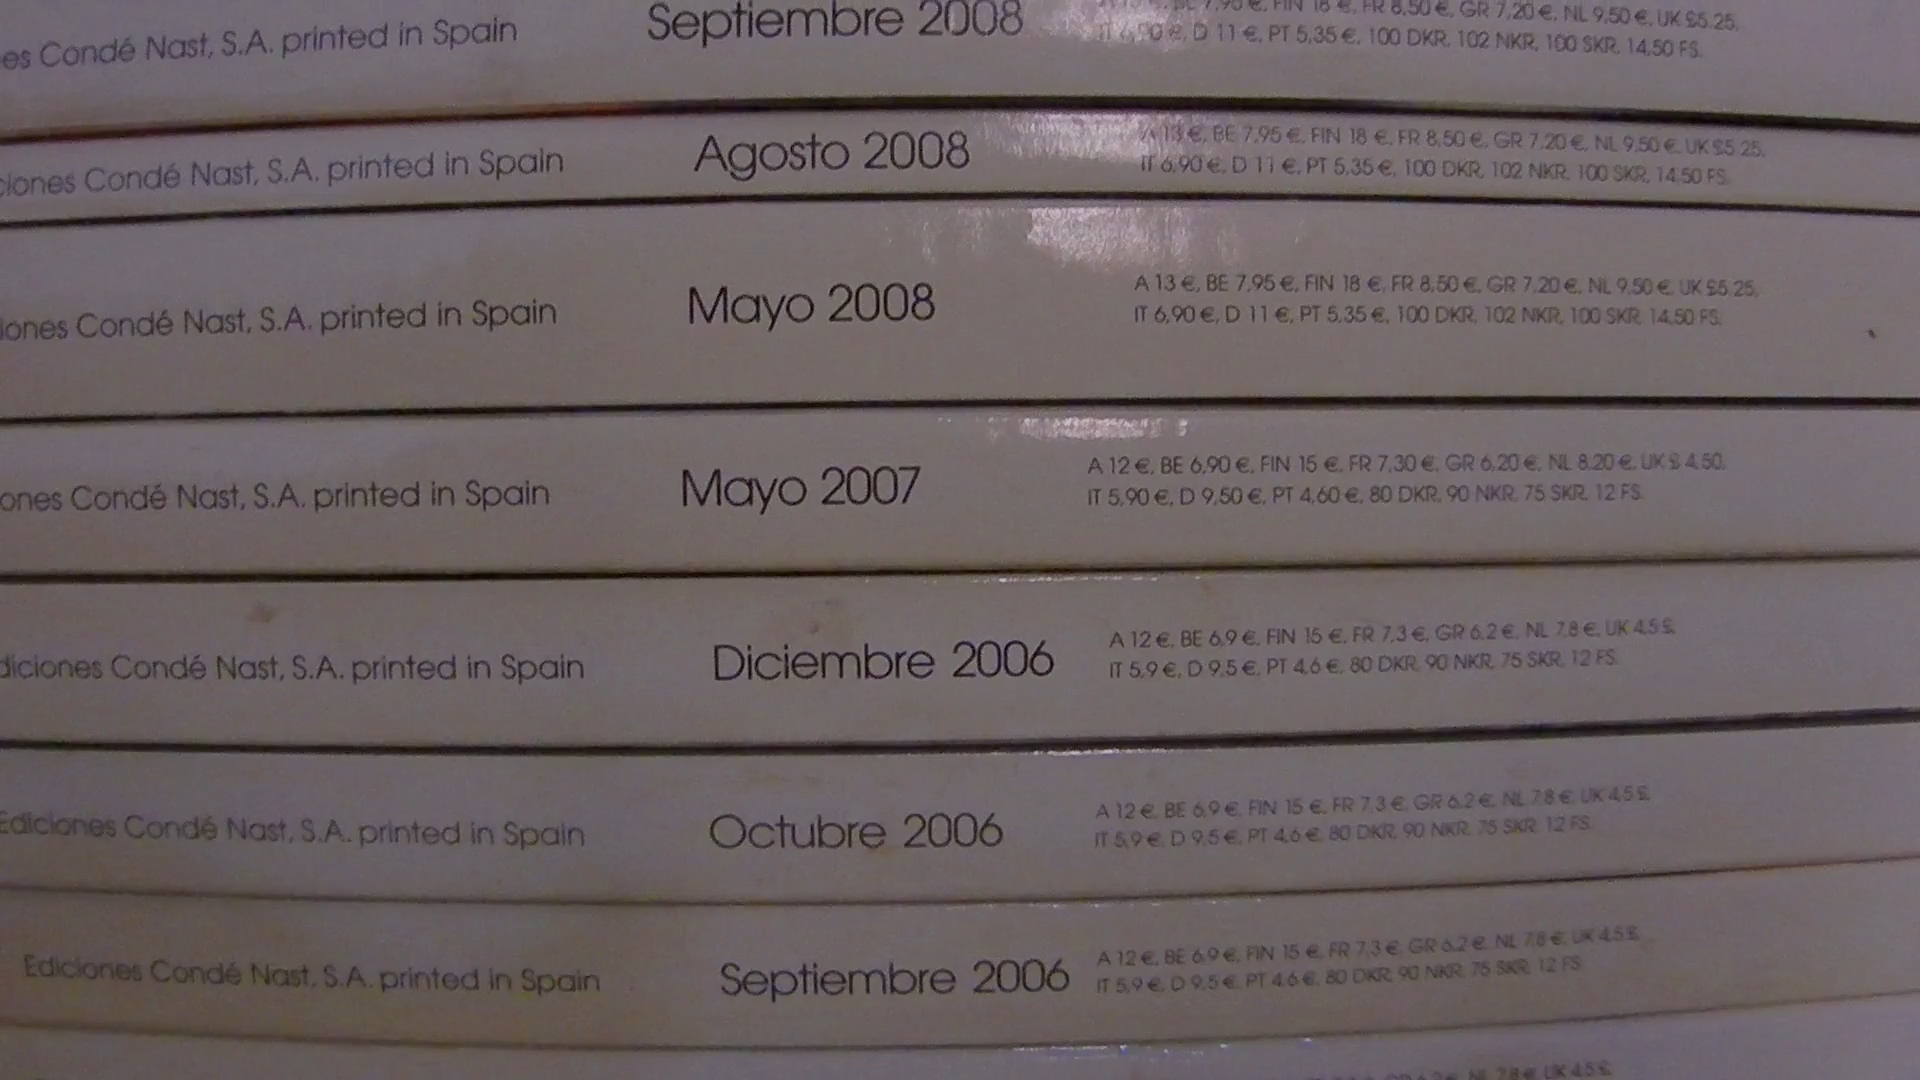 es Condé Nast, S.A. printed in Spain
Septiembre 2008
FIN 18 €, FR 8,50 €, GR 7,20 €, NL 9,50 €, UK £5.25,
D 11 €, PT 5,35 €, 100 DKR, 102 NKR, 100 SKR, 14,50 FS.
ciones Condé Nast, S.A. printed in Spain
Agosto 2008
A 13 €, BE 7,95 €, FIN 18 €, FR 8,50 €, GR 7,20 €, NL 9,50 €, UK £5.25,
IT 6,90 €, D 11 €, PT 5,35 €, 100 DKR, 102 NKR, 100 SKR, 14,50 FS.
iones Condé Nast, S.A. printed in Spain
Mayo 2008
A 13 €, BE 7,95 €, FIN 18 €, FR 8,50 €, GR 7,20 €, NL 9,50 €, UK £5.25,
IT 6,90 €, D 11 €, PT 5,35 €, 100 DKR, 102 NKR, 100 SKR, 14,50 FS.
ones Condé Nast, S.A. printed in Spain
Mayo 2007
A 12 €, BE 6,90 €, FIN 15 €, FR 7,30 €, GR 6,20 €, NL 8,20 €, UK £ 4,50,
IT 5,90 €, D 9,50 €, PT 4,60 €, 80 DKR, 90 NKR, 75 SKR, 12 FS.
diciones Condé Nast, S.A. printed in Spain
Diciembre 2006
A 12 €, BE 6,9 €, FIN 15 €, FR 7,3 €, GR 6,2 €, NL 7,8 €, UK 4,5 £,
IT 5,9 €, D 9,5 €, PT 4,6 €, 80 DKR, 90 NKR, 75 SKR, 12 FS.
Ediciones Condé Nast, S.A. printed in Spain
Octubre 2006
A 12 €, BE 6,9 €, FIN 15 €, FR 7,3 €, GR 6,2 €, NL 7,8 €, UK 4,5 £,
IT 5,9 €, D 9,5 €, PT 4,6 €, 80 DKR, 90 NKR, 75 SKR, 12 FS.
Ediciones Condé Nast, S.A. printed in Spain
Septiembre 2006
A 12 €, BE 6,9 €, FIN 15 €, FR 7,3 €, GR 6,2 €, NL 7,8 €, UK 4,5 £,
IT 5,9 €, D 9,5 €, PT 4,6 €, 80 DKR, 90 NKR, 75 SKR, 12 FS.
NL 7,8 €, UK 4,5 £,